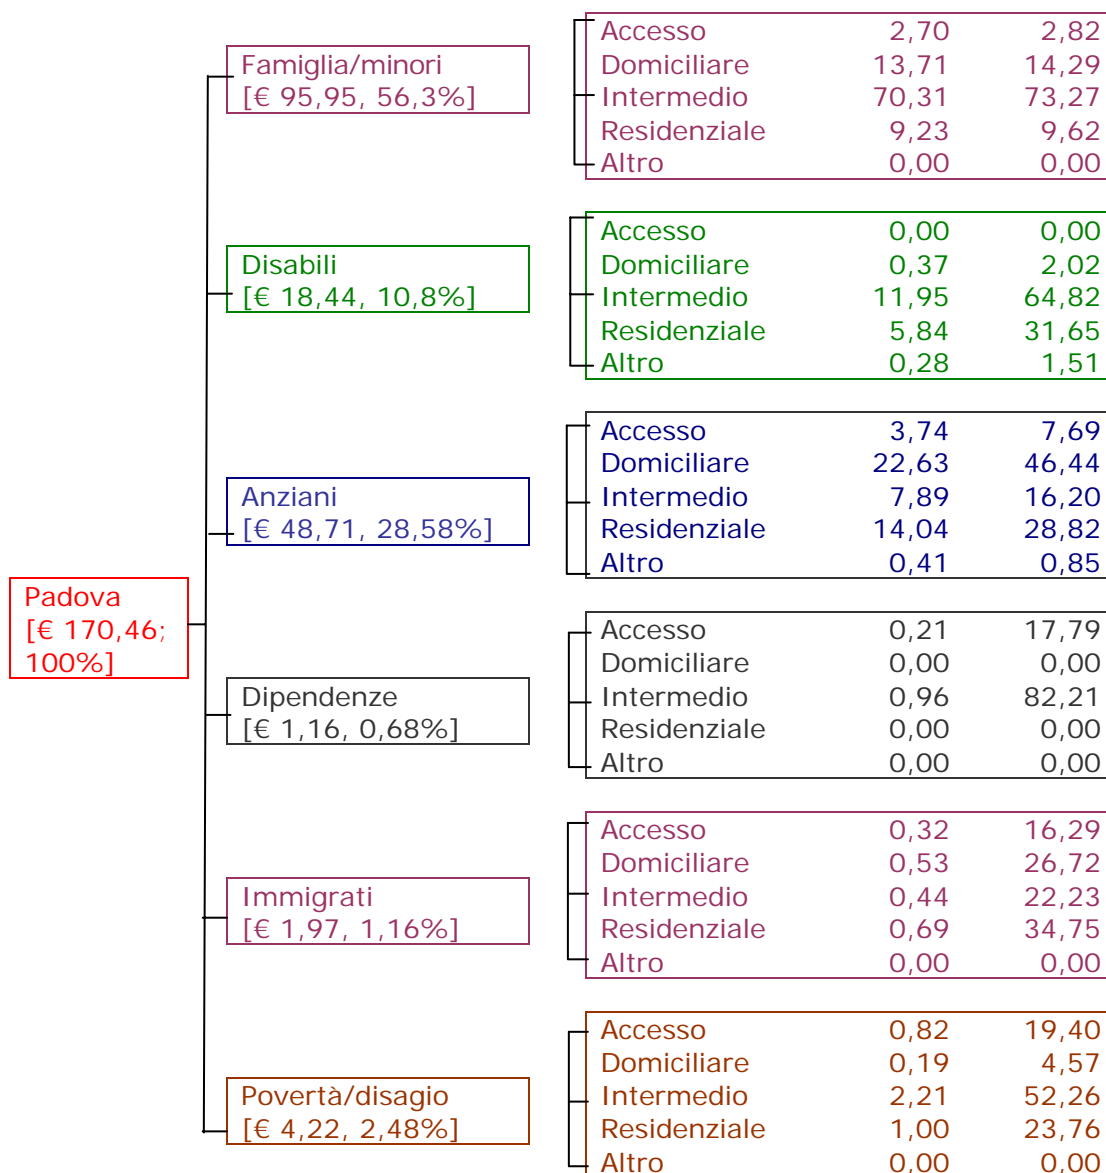 Padova
[€ 170,46;
100%]
Famiglia/minori
[€ 95,95, 56,3%]
Accesso 2,70 2,82
Domiciliare 13,71 14,29
Intermedio 70,31 73,27
Residenziale 9,23 9,62
Altro 0,00 0,00
Disabili
[€ 18,44, 10,8%]
Accesso 0,00 0,00
Domiciliare 0,37 2,02
Intermedio 11,95 64,82
Residenziale 5,84 31,65
Altro 0,28 1,51
Anziani
[€ 48,71, 28,58%]
Accesso 3,74 7,69
Domiciliare 22,63 46,44
Intermedio 7,89 16,20
Residenziale 14,04 28,82
Altro 0,41 0,85
Dipendenze
[€ 1,16, 0,68%]
Accesso 0,21 17,79
Domiciliare 0,00 0,00
Intermedio 0,96 82,21
Residenziale 0,00 0,00
Altro 0,00 0,00
Immigrati
[€ 1,97, 1,16%]
Accesso 0,32 16,29
Domiciliare 0,53 26,72
Intermedio 0,44 22,23
Residenziale 0,69 34,75
Altro 0,00 0,00
Povertà/disagio
[€ 4,22, 2,48%]
Accesso 0,82 19,40
Domiciliare 0,19 4,57
Intermedio 2,21 52,26
Residenziale 1,00 23,76
Altro 0,00 0,00